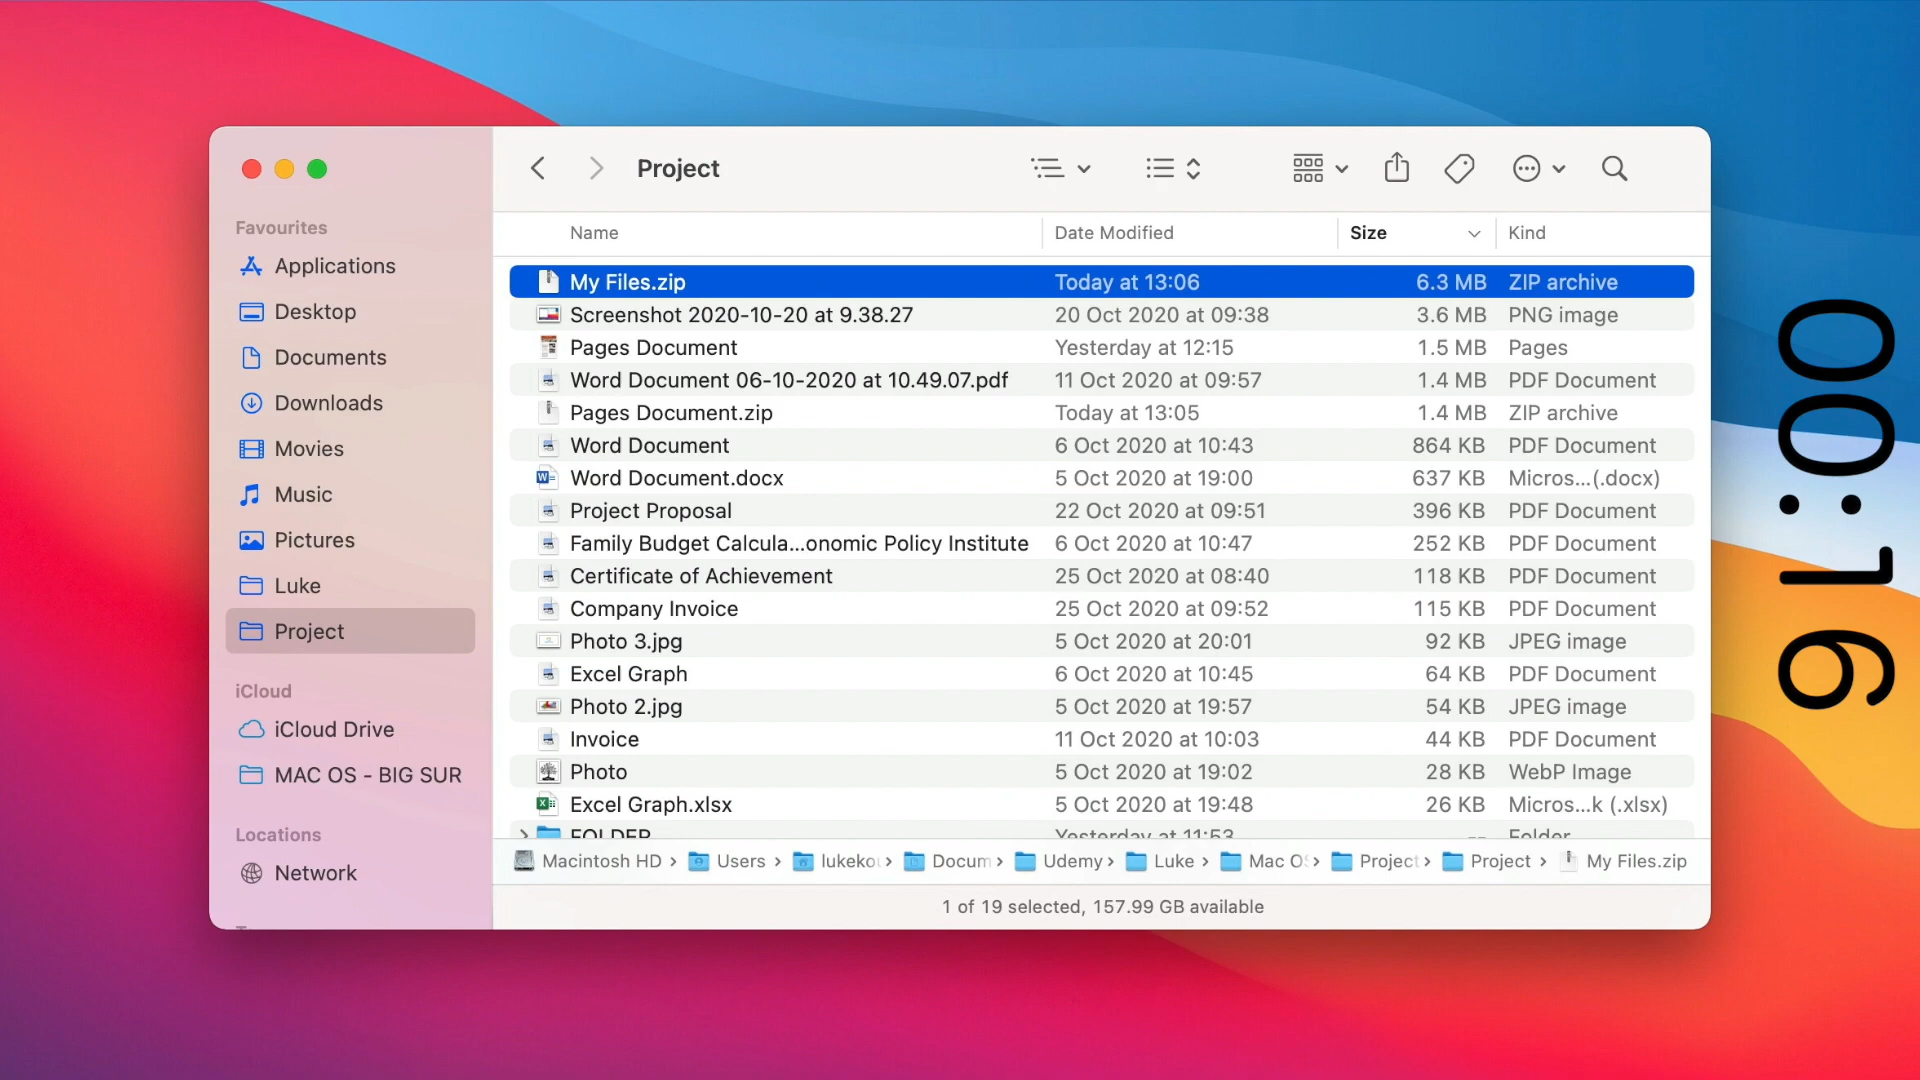 Project
Favourites
Applications
Desktop
Documents
Downloads
Movies
Music
Pictures
Luke
Project
iCloud
iCloud Drive
MAC OS - BIG SUR
Locations
Network
Name Date Modified Size Kind
My Files.zip Today at 13:06 6.3 MB ZIP archive
Screenshot 2020-10-20 at 9.38.27 20 Oct 2020 at 09:38 3.6 MB PNG image
Pages Document Yesterday at 12:15 1.5 MB Pages
Word Document 06-10-2020 at 10.49.07.pdf 11 Oct 2020 at 09:57 1.4 MB PDF Document
Pages Document.zip Today at 13:05 1.4 MB ZIP archive
Word Document 6 Oct 2020 at 10:43 864 KB PDF Document
Word Document.docx 5 Oct 2020 at 19:00 637 KB Micros...(.docx)
Project Proposal 22 Oct 2020 at 09:51 396 KB PDF Document
Family Budget Calcula...onomic Policy Institute 6 Oct 2020 at 10:47 252 KB PDF Document
Certificate of Achievement 25 Oct 2020 at 08:40 118 KB PDF Document
Company Invoice 25 Oct 2020 at 09:52 115 KB PDF Document
Photo 3.jpg 5 Oct 2020 at 20:01 92 KB JPEG image
Excel Graph 6 Oct 2020 at 10:45 64 KB PDF Document
Photo 2.jpg 5 Oct 2020 at 19:57 54 KB JPEG image
Invoice 11 Oct 2020 at 10:03 44 KB PDF Document
Photo 5 Oct 2020 at 19:02 28 KB WebP Image
Excel Graph.xlsx 5 Oct 2020 at 19:48 26 KB Micros...k (.xlsx)
FOLDER Yesterday at 11:53 -- Folder
Macintosh HD › Users › lukekou › Docum › Udemy › Luke › Mac OS › Project › Project › My Files.zip
1 of 19 selected, 157.99 GB available
00:16